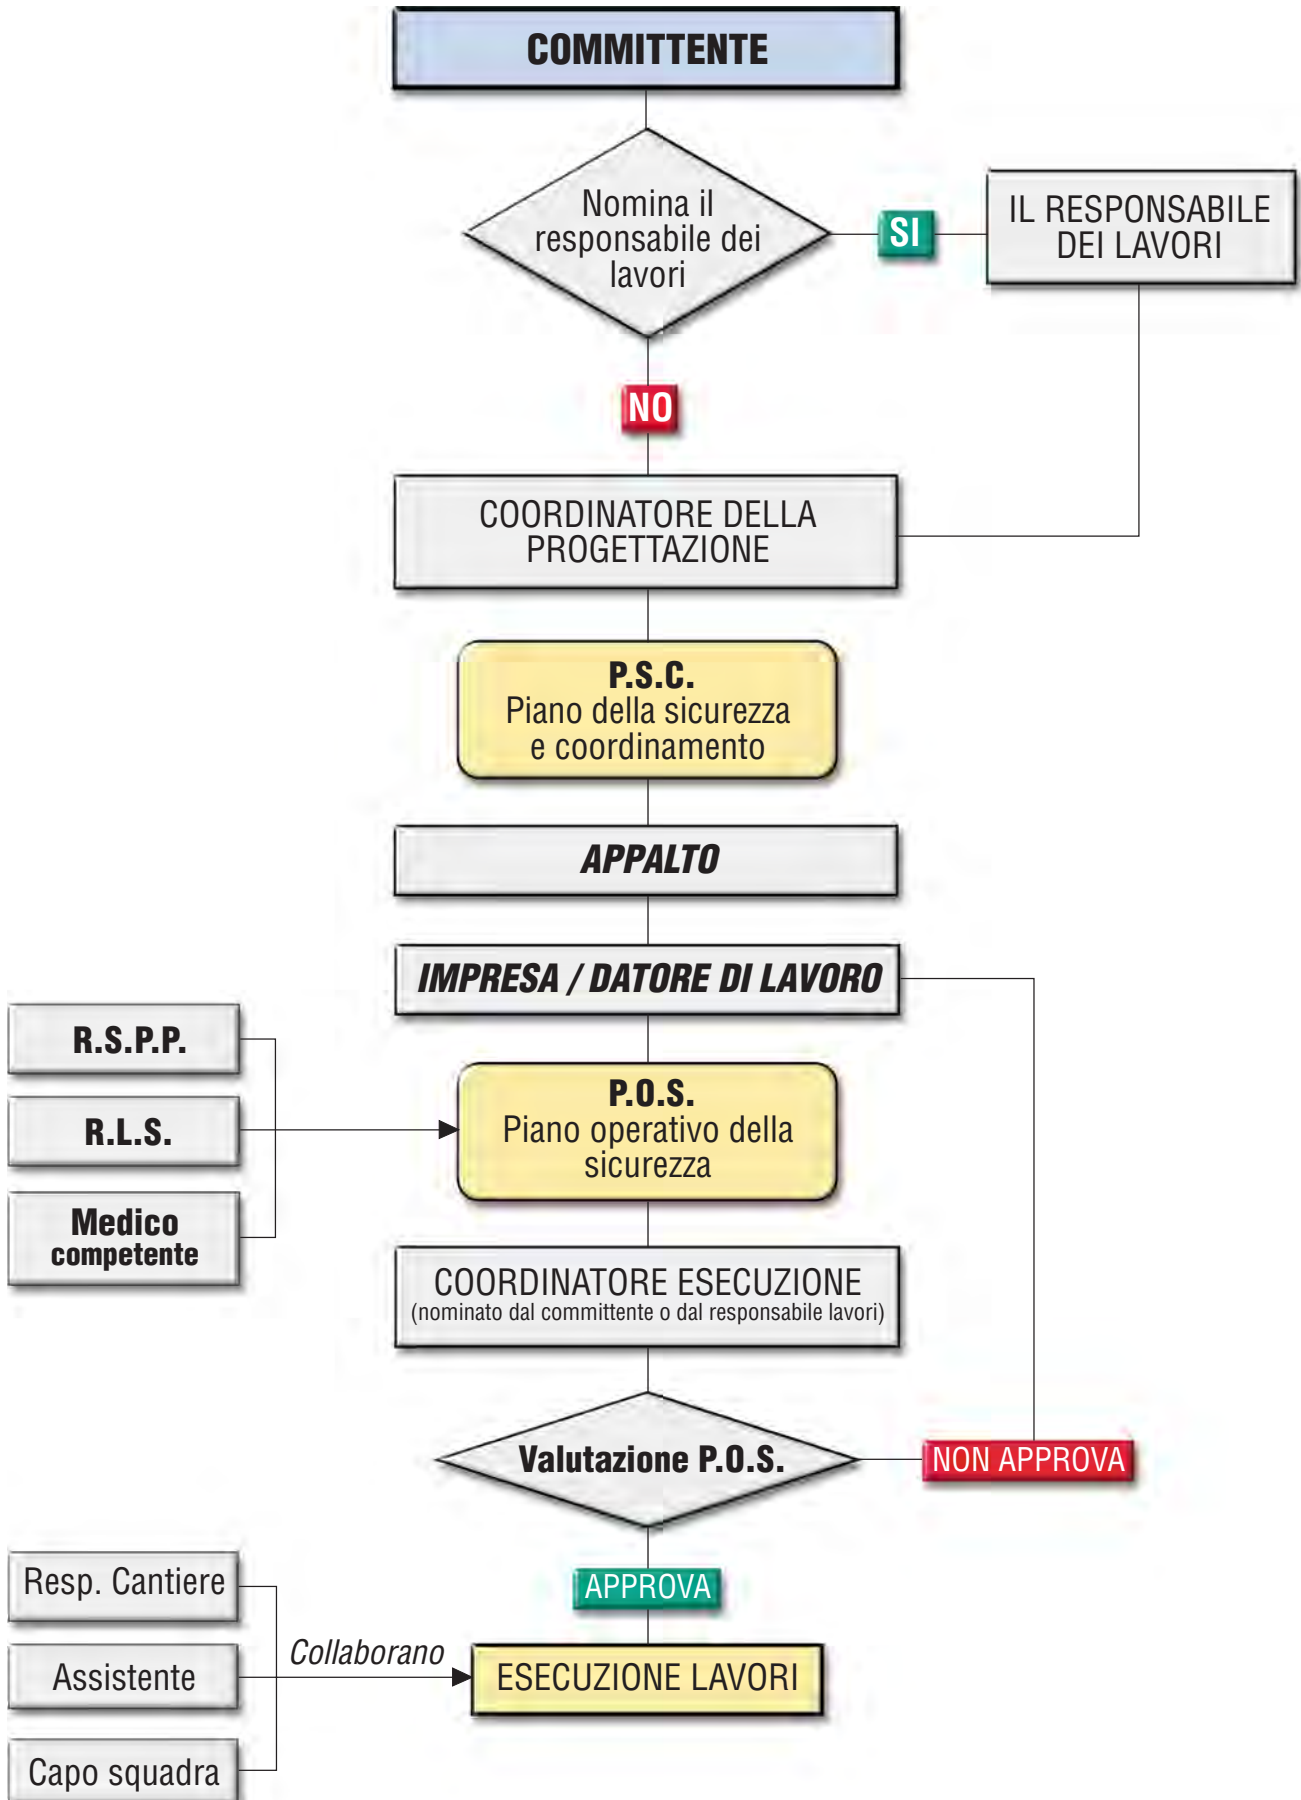 COMMITTENTE
Nomina il
responsabile dei
lavori
SI
IL RESPONSABILE
DEI LAVORI
NO
COORDINATORE DELLA
PROGETTAZIONE
P.S.C.
Piano della sicurezza
e coordinamento
APPALTO
IMPRESA / DATORE DI LAVORO
R.S.P.P.
R.L.S.
Medico
competente
P.O.S.
Piano operativo della
sicurezza
COORDINATORE ESECUZIONE
(nominato dal committente o dal responsabile lavori)
Valutazione P.O.S.
NON APPROVA
APPROVA
Resp. Cantiere
Assistente
Capo squadra
Collaborano
ESECUZIONE LAVORI